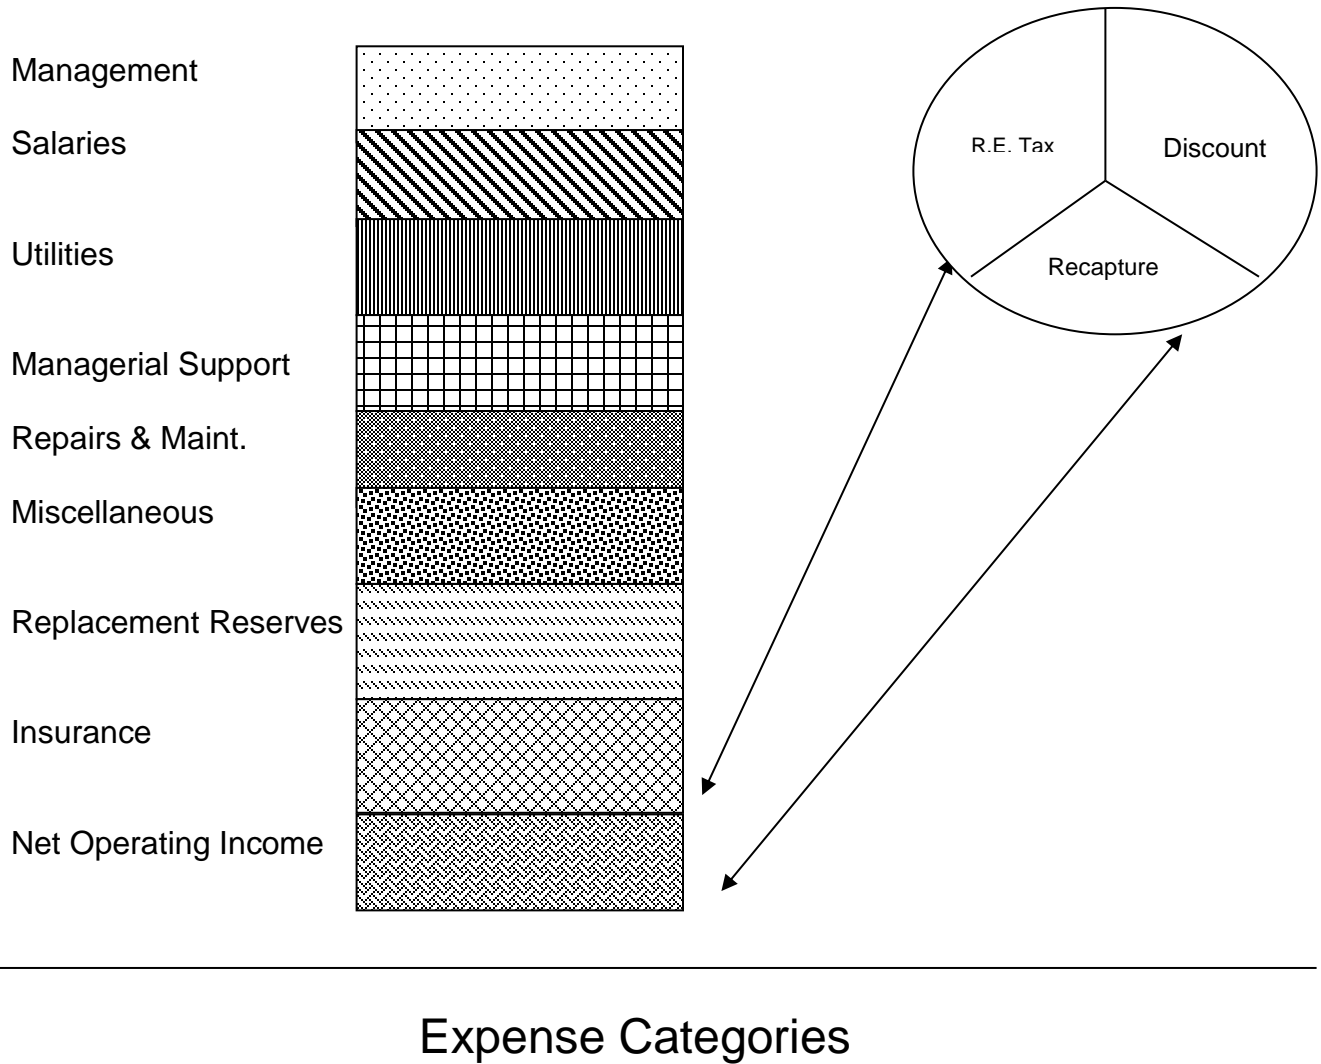 Management
Salaries
Utilities
Managerial Support
Repairs & Maint.
Miscellaneous
Replacement Reserves
Insurance
Net Operating Income
R.E. Tax
Discount
Recapture
Expense Categories